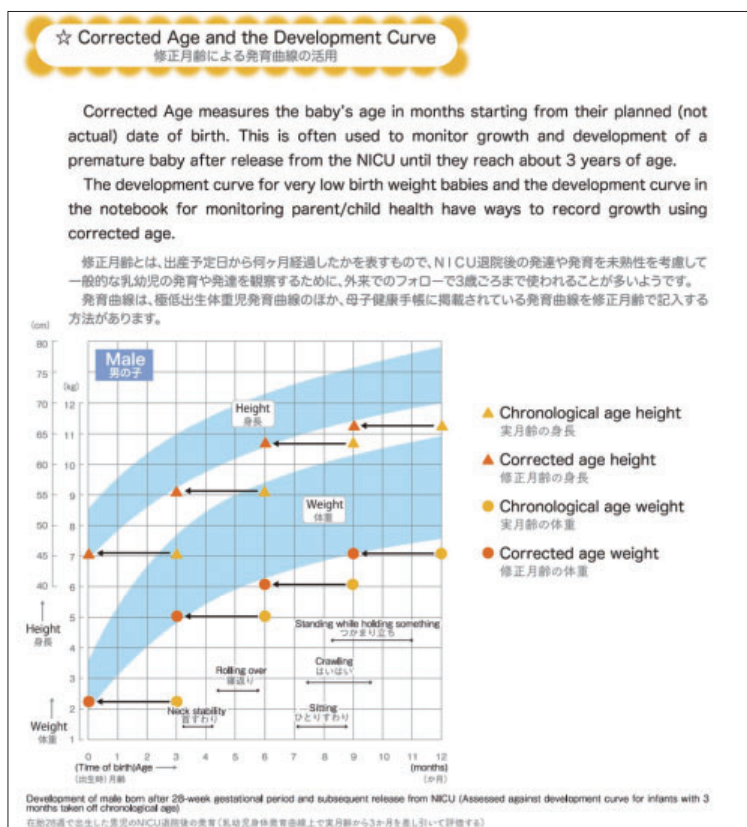 ☆ Corrected Age and the Development Curve
修正月齢による発育曲線の活用
Corrected Age measures the baby's age in months starting from their planned (not
actual) date of birth. This is often used to monitor growth and development of a
premature baby after release from the NICU until they reach about 3 years of age.
The development curve for very low birth weight babies and the development curve in
the notebook for monitoring parent/child health have ways to record growth using
corrected age.
修正月齢とは、出産予定日から何ヶ月経過したかを表すもので、NICU退院後の発達や発育を未熟性を考慮して
一般的な乳幼児の発育や発達を観察するために、外来でのフォローで3歳ごろまで使われることが多いようです。
発育曲線は、極低出生体重児発育曲線のほか、母子健康手帳に掲載されている発育曲線を修正月齢で記入する
方法があります。
(cm)
80
75
70
65
60
55
50
45
40
(kg)
12
11
10
9
8
7
6
5
4
3
2
1
Male
男の子
Height
身長
Weight
体重
Standing while holding something
つかまり立ち
Crawling
はいはい
Rolling over
寝返り
Sitting
ひとりすわり
Neck stability
首すわり
Height
身長
Weight
体重
0 1 2 3 4 5 6 7 8 9 10 11 12
(Time of birth) Age
(months)
(出生時) 月齢
(か月)
▲ Chronological age height
実月齢の身長
▲ Corrected age height
修正月齢の身長
● Chronological age weight
実月齢の体重
● Corrected age weight
修正月齢の体重
Development of male born after 28-week gestational period and subsequent release from NICU (Assessed against development curve for infants with 3
months taken off chronological age)
在胎28週で出生した男児のNICU退院後の発育(乳幼児身体発育曲線上で実月齢から3か月を差し引いて評価する)